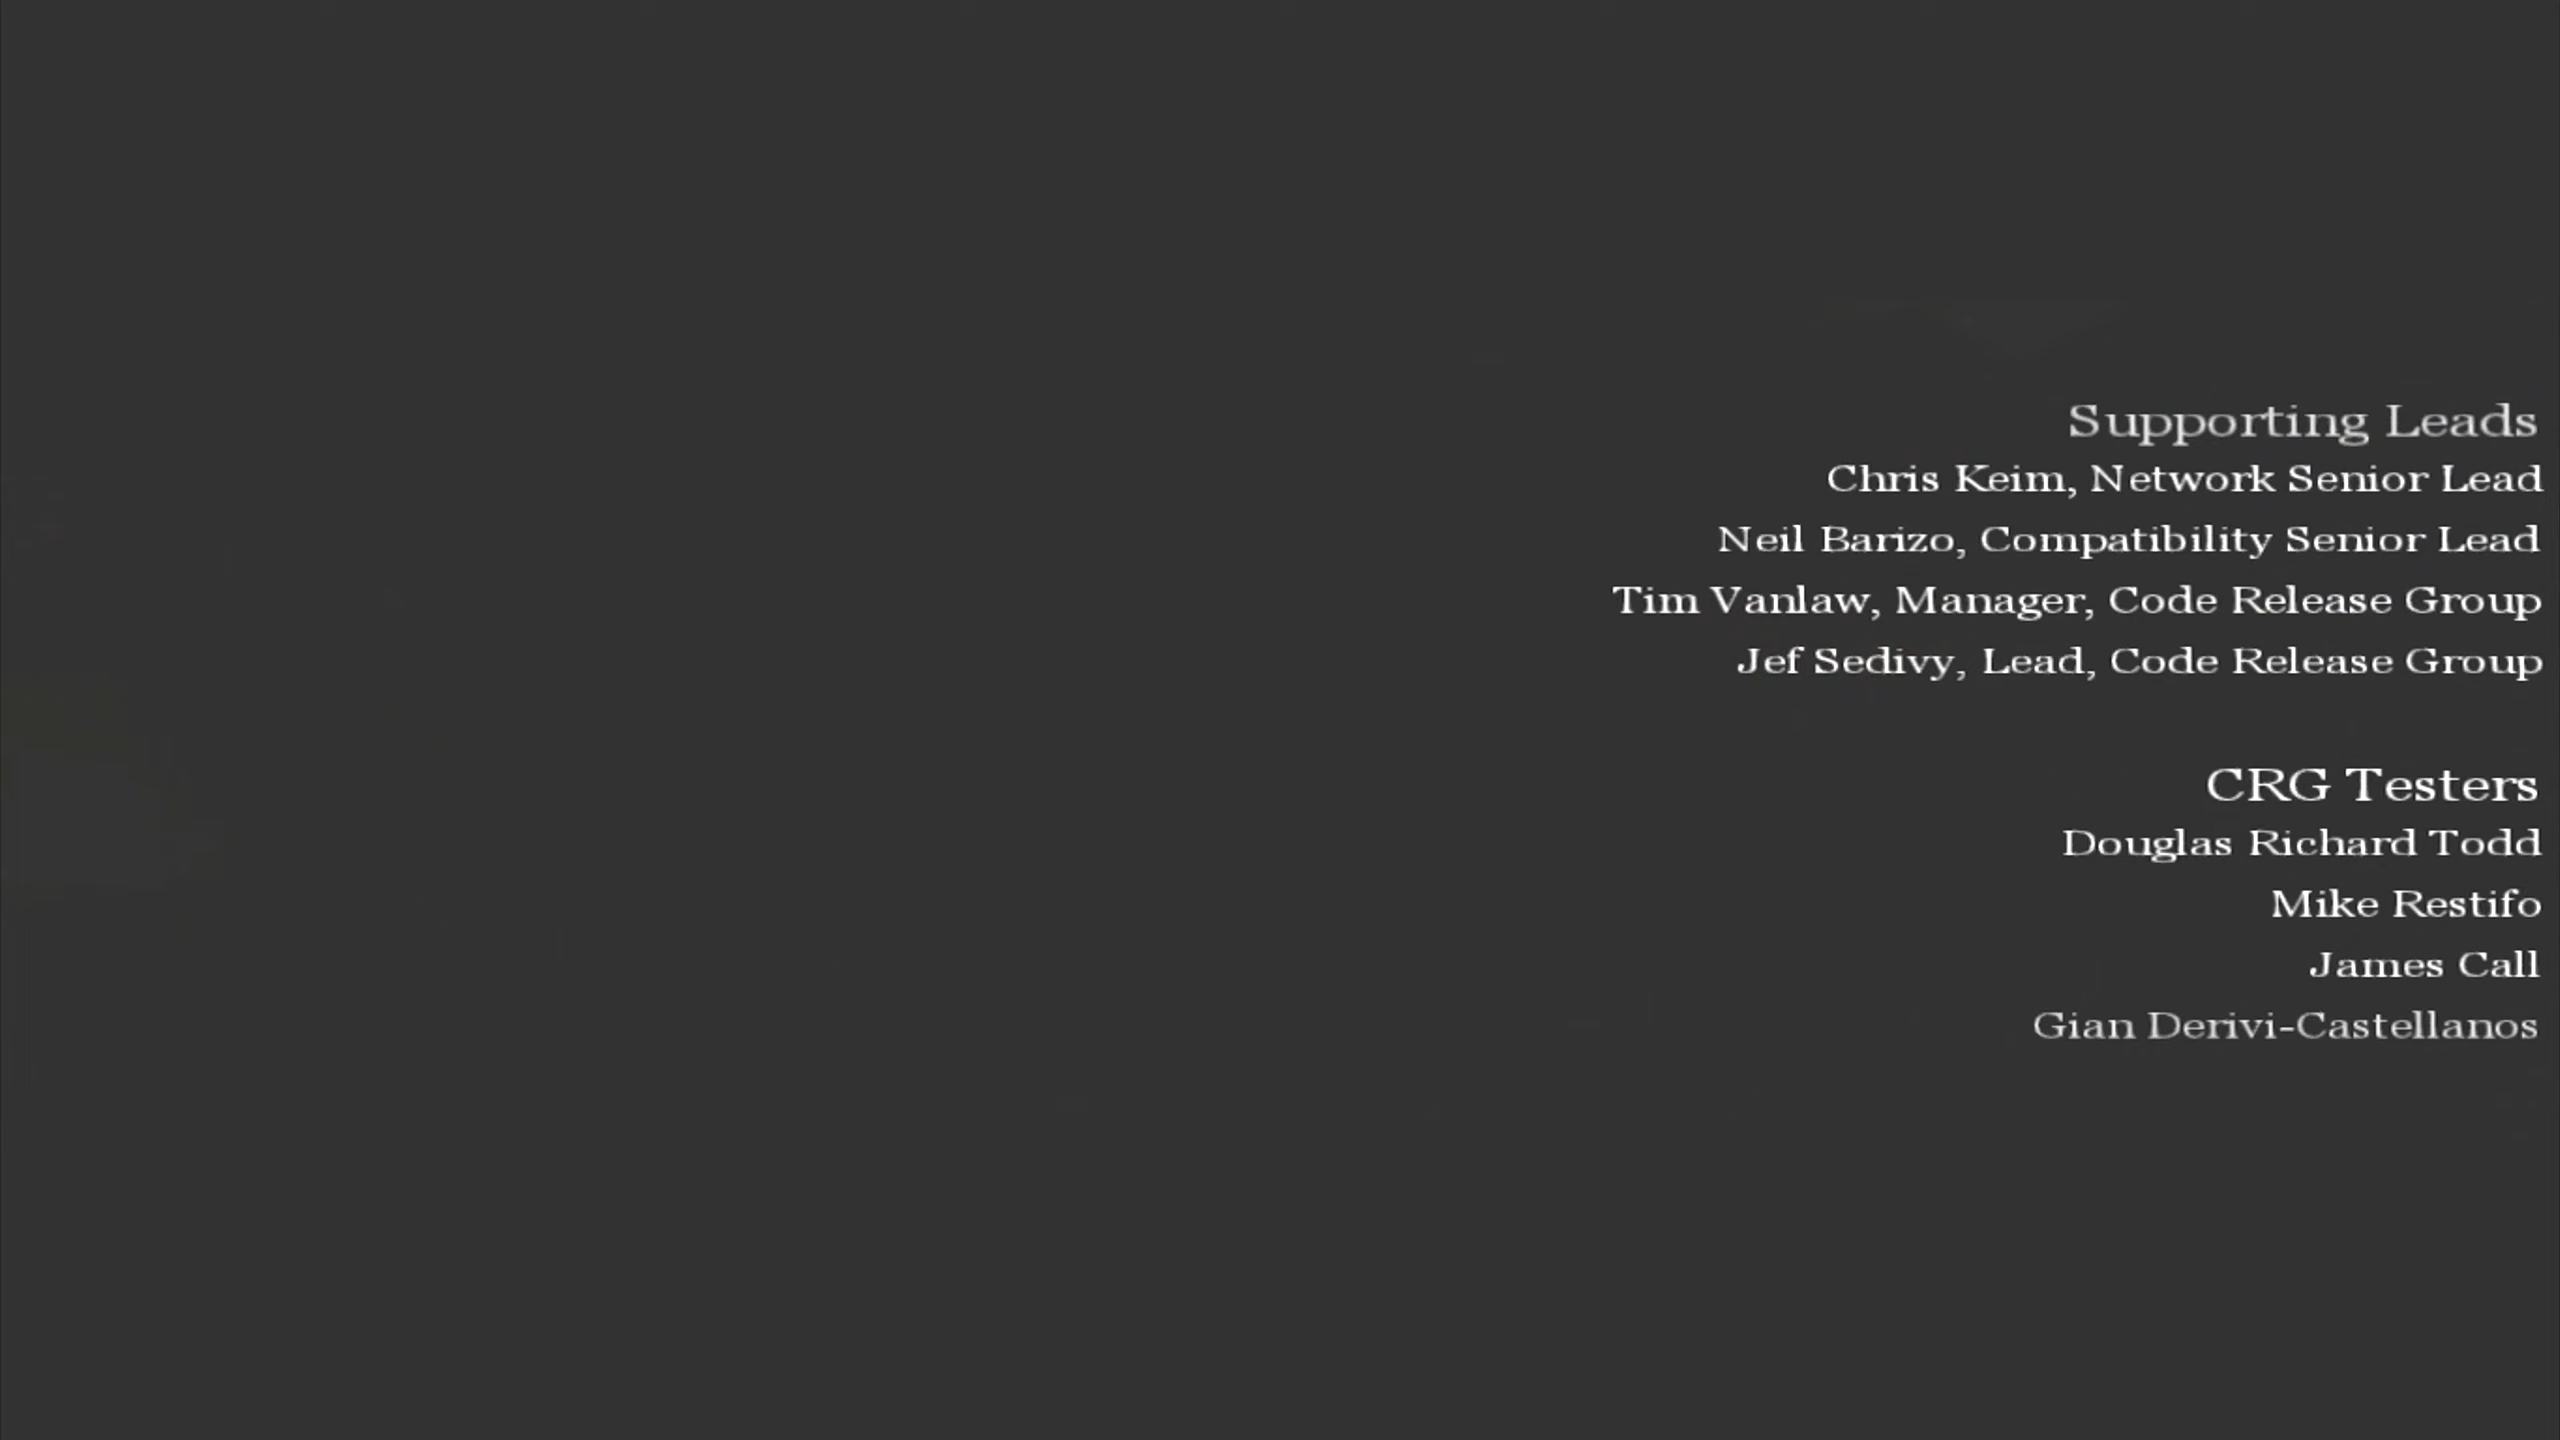 Supporting Leads
Chris Keim, Network Senior Lead
Neil Barizo, Compatibility Senior Lead
Tim Vanlaw, Manager, Code Release Group
Jef Sedivy, Lead, Code Release Group
CRG Testers
Douglas Richard Todd
Mike Restifo
James Call
Gian Derivi-Castellanos